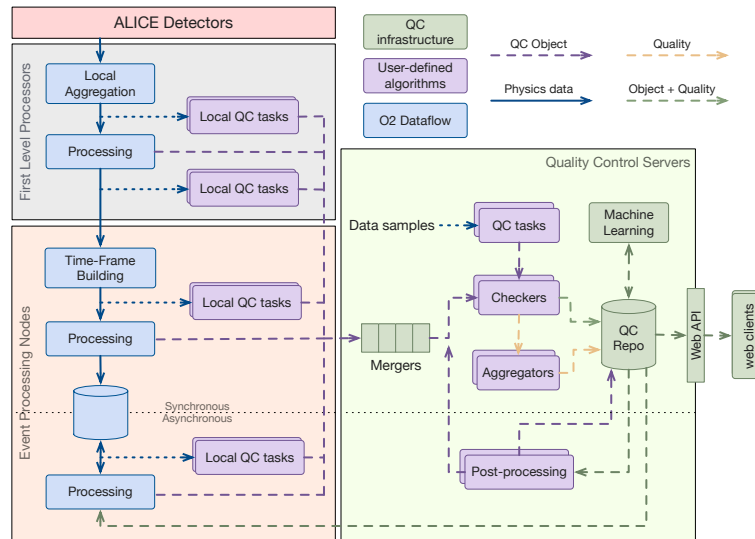 ALICE Detectors
First Level Processors
Local
Aggregation
Local QC tasks
Processing
Local QC tasks
Event Processing Nodes
Time-Frame
Building
Local QC tasks
Processing
Synchronous
Asynchronous
Local QC tasks
Processing
QC
infrastructure
User-defined
algorithms
O2 Dataflow
QC Object
Quality
Physics data
Object + Quality
Quality Control Servers
Data samples
QC tasks
Machine
Learning
Checkers
Mergers
Aggregators
QC
Repo
Web API
web clients
Post-processing